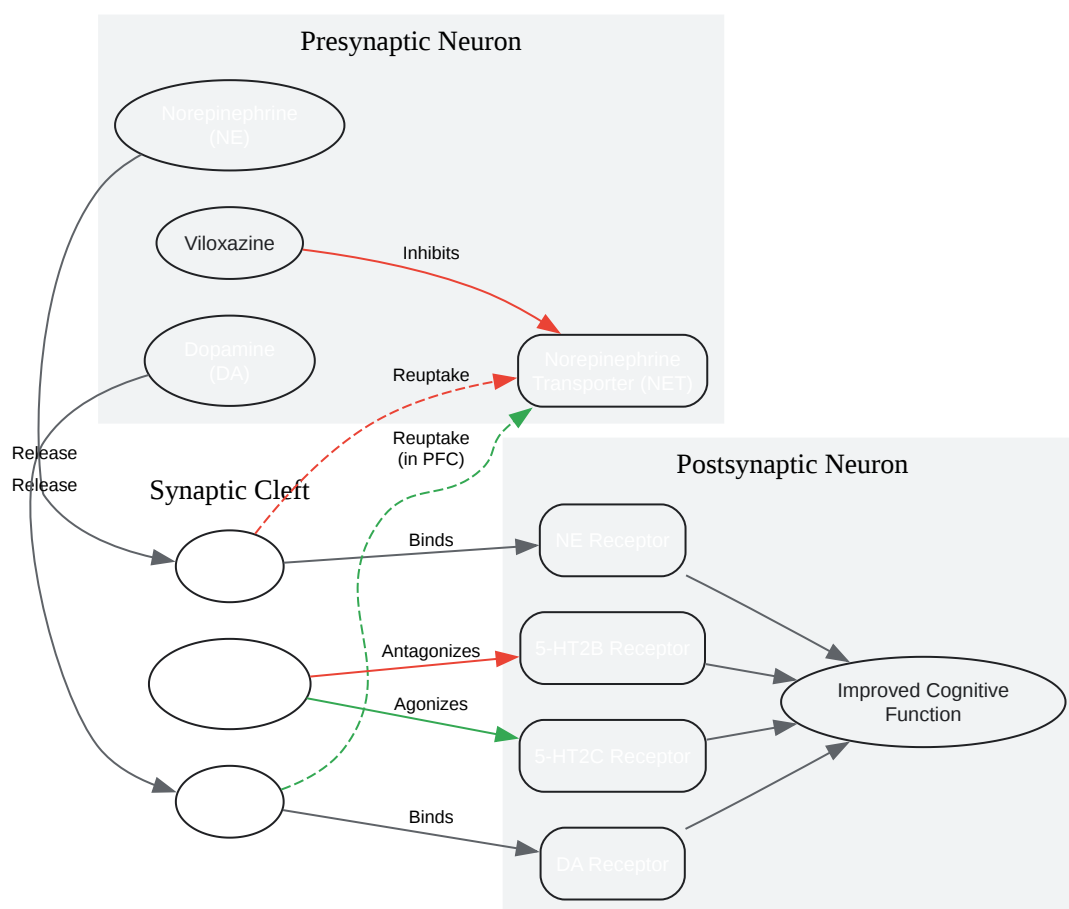 Presynaptic Neuron
Norepinephrine
(NE)
Viloxazine
Inhibits
Dopamine
(DA)
Norepinephrine
Transporter (NET)
Reuptake
Reuptake
(in PFC)
Release
Release
Synaptic Cleft
Postsynaptic Neuron
Binds
NE Receptor
Antagonizes
5-HT2B Receptor
Agonizes
5-HT2C Receptor
Improved Cognitive
Function
Binds
DA Receptor